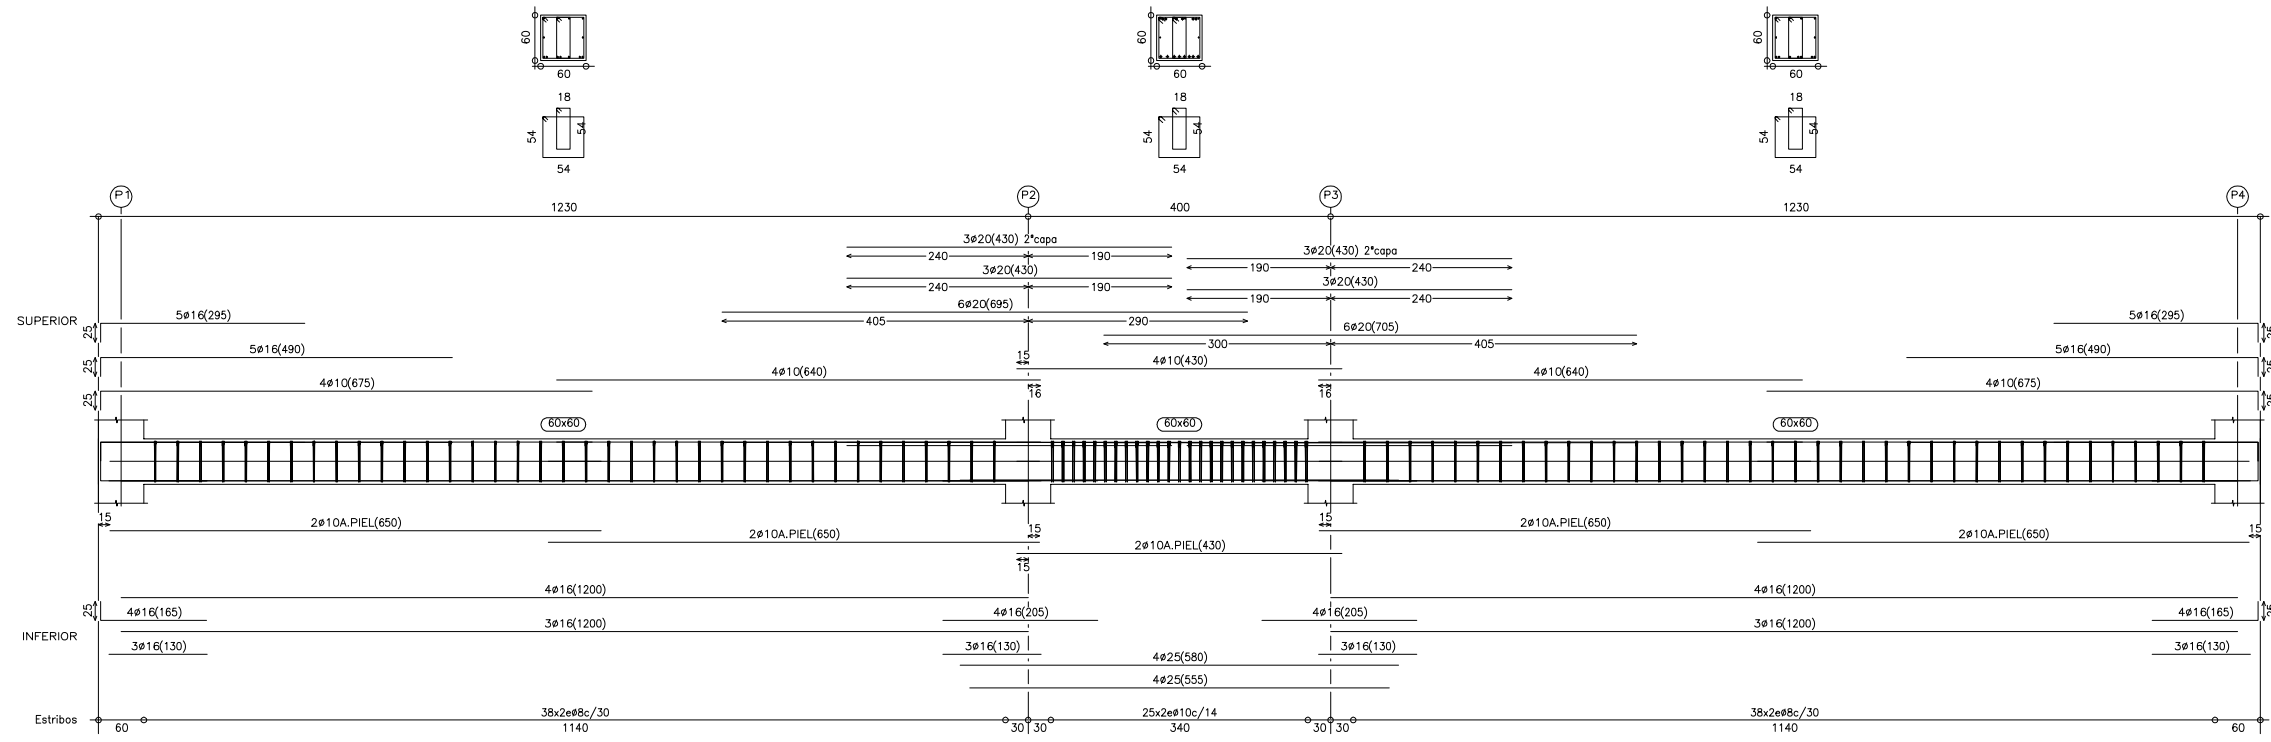 60 60 60
60 60 60
18 18 18
54 54 54 54 54 54
54 54 54
P1 P2 P3 P4
1230 400 1230
3ø20(430) 2ªcapa
240 190
3ø20(430) 2ªcapa
190 240
3ø20(430)
240 190
3ø20(430)
190 240
6ø20(695)
405 290
SUPERIOR
5ø16(295) 5ø16(295)
25 25
6ø20(705)
300 405
5ø16(490) 15 5ø16(490)
25 25
4ø10(430)
4ø10(640) 4ø10(640)
16 16
4ø10(675) 4ø10(675)
25 25
60x60 60x60 60x60
15 15
2ø10A.PIEL(650) 2ø10A.PIEL(650)
15 15
2ø10A.PIEL(650) 2ø10A.PIEL(650)
2ø10A.PIEL(430)
15
4ø16(1200) 4ø16(1200)
25 4ø16(165) 4ø16(205) 4ø16(205) 4ø16(165) 25
3ø16(1200) 3ø16(1200)
INFERIOR
3ø16(130) 3ø16(130) 3ø16(130) 3ø16(130)
4ø25(580)
4ø25(555)
Estribos 38x2eø8c/30 25x2eø10c/14 38x2eø8c/30
60 1140 30 30 340 30 30 1140 60